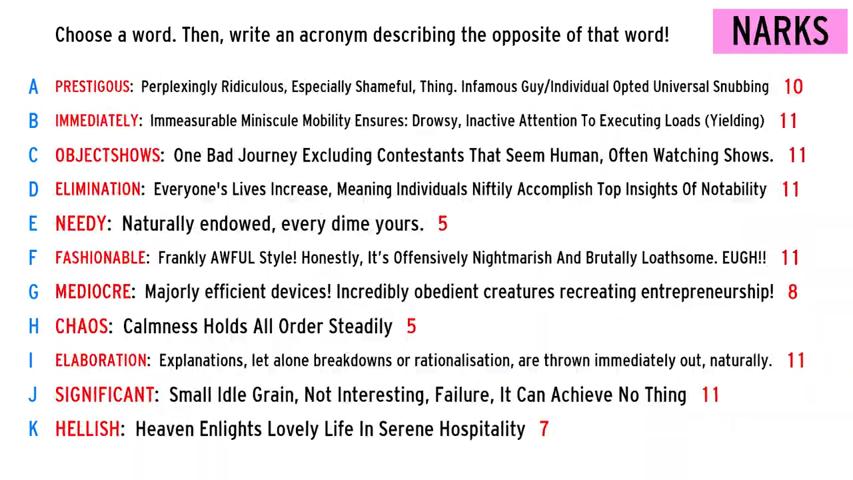 Choose a word. Then, write an acronym describing the opposite of that word!
NARKS
A PRESTIGOUS: Perplexingly Ridiculous, Especially Shameful, Thing. Infamous Guy/Individual Opted Universal Snubbing 10
B IMMEDIATELY: Immeasurable Miniscule Mobility Ensures: Drowsy, Inactive Attention To Executing Loads (Yielding) 11
C OBJECTSHOWS: One Bad Journey Excluding Contestants That Seem Human, Often Watching Shows. 11
D ELIMINATION: Everyone's Lives Increase, Meaning Individuals Niftily Accomplish Top Insights Of Notability 11
E NEEDY: Naturally endowed, every dime yours. 5
F FASHIONABLE: Frankly AWFUL Style! Honestly, It's Offensively Nightmarish And Brutally Loathsome. EUGH!! 11
G MEDIOCRE: Majorly efficient devices! Incredibly obedient creatures recreating entrepreneurship! 8
H CHAOS: Calmness Holds All Order Steadily 5
I ELABORATION: Explanations, let alone breakdowns or rationalisation, are thrown immediately out, naturally. 11
J SIGNIFICANT: Small Idle Grain, Not Interesting, Failure, It Can Achieve No Thing 11
K HELLISH: Heaven Enlights Lovely Life In Serene Hospitality 7